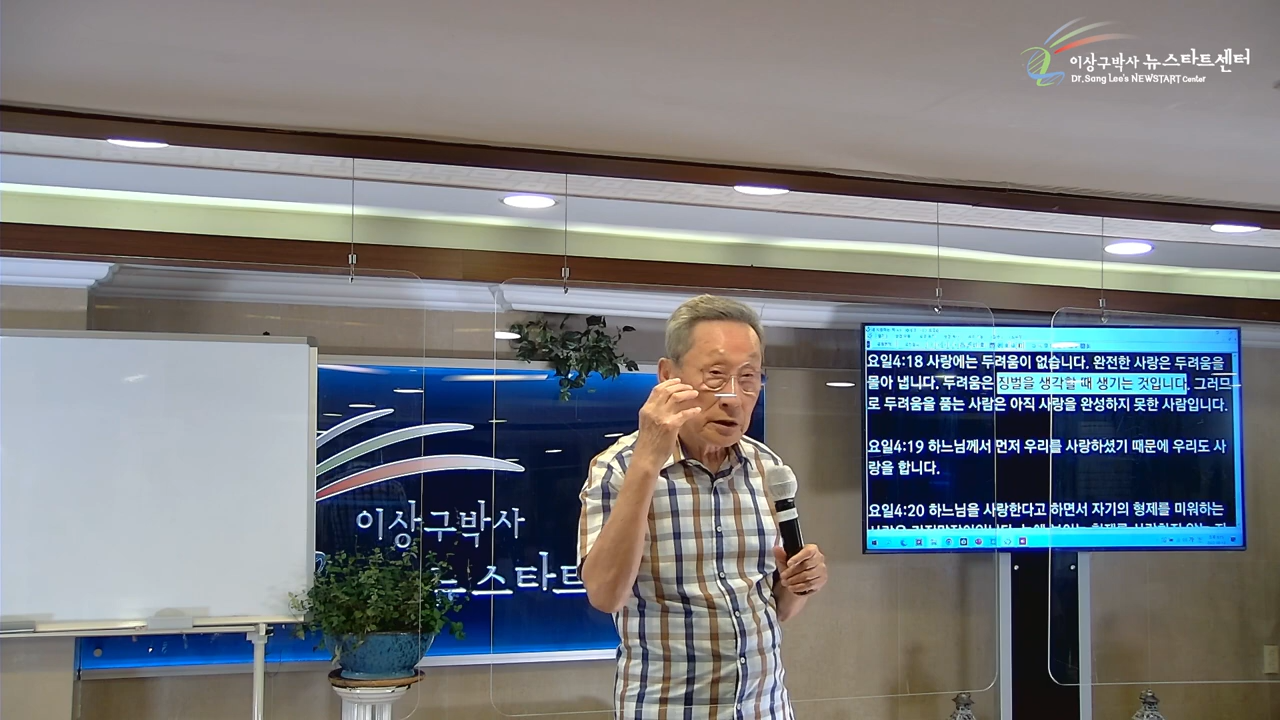 이상구박사 뉴스타트센터
Dr. Sang Lee's NEWSTART Center
요일4:18 사랑에는 두려움이 없습니다. 완전한 사랑은 두려움을
몰아 냅니다. 두려움은 징벌을 생각할 때 생기는 것입니다. 그러므
로 두려움을 품는 사람은 아직 사랑을 완성하지 못한 사람입니다.
요일4:19 하느님께서 먼저 우리를 사랑하셨기 때문에 우리도 사
랑을 합니다.
요일4:20 하느님을 사랑한다고 하면서 자기의 형제를 미워하는
이상구박사
뉴스타트